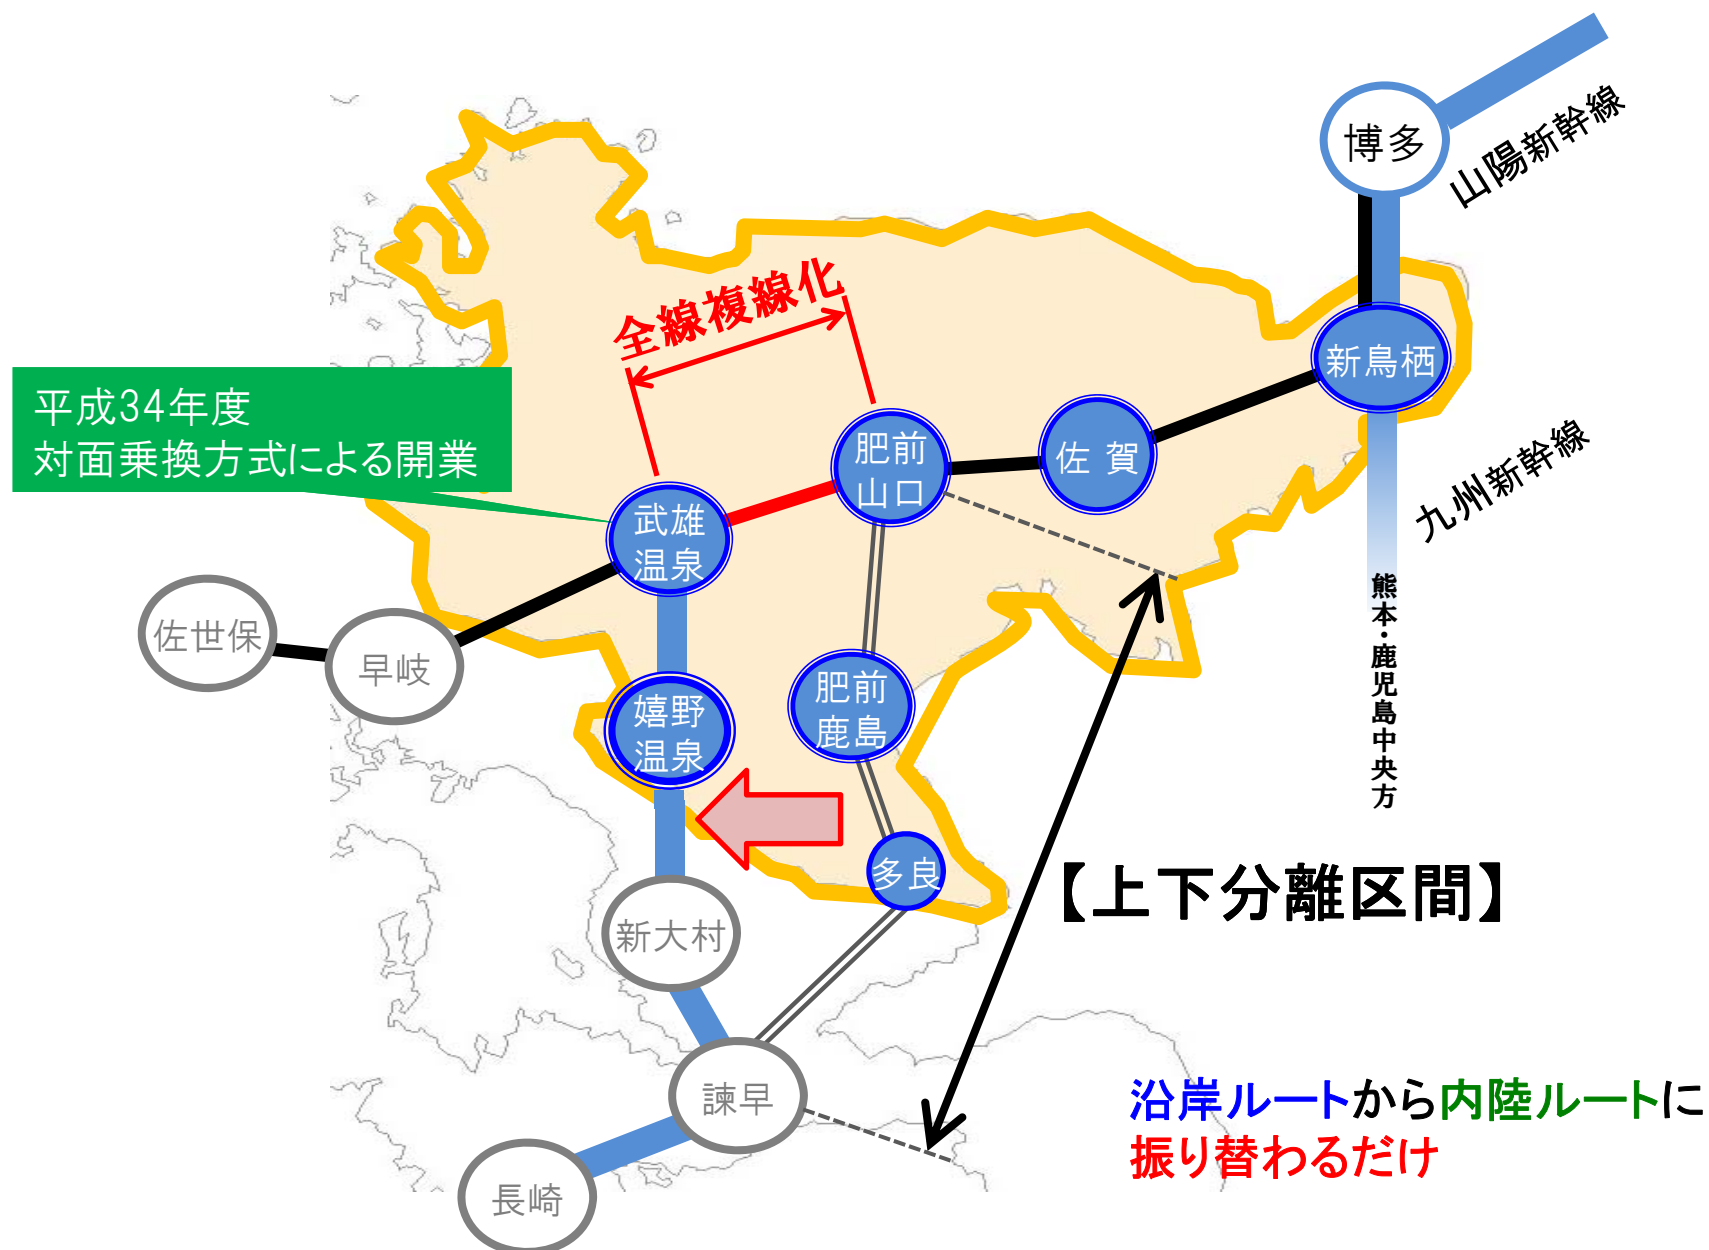 博多
山陽新幹線
全線複線化
新鳥栖
平成34年度
対面乗換方式による開業
肥前
山口
佐 賀
九州新幹線
武雄
温泉
熊本・鹿児島中央方
佐世保
早岐
嬉野
温泉
肥前
鹿島
多良
【上下分離区間】
新大村
諫早
長崎
沿岸ルートから内陸ルートに
振り替わるだけ